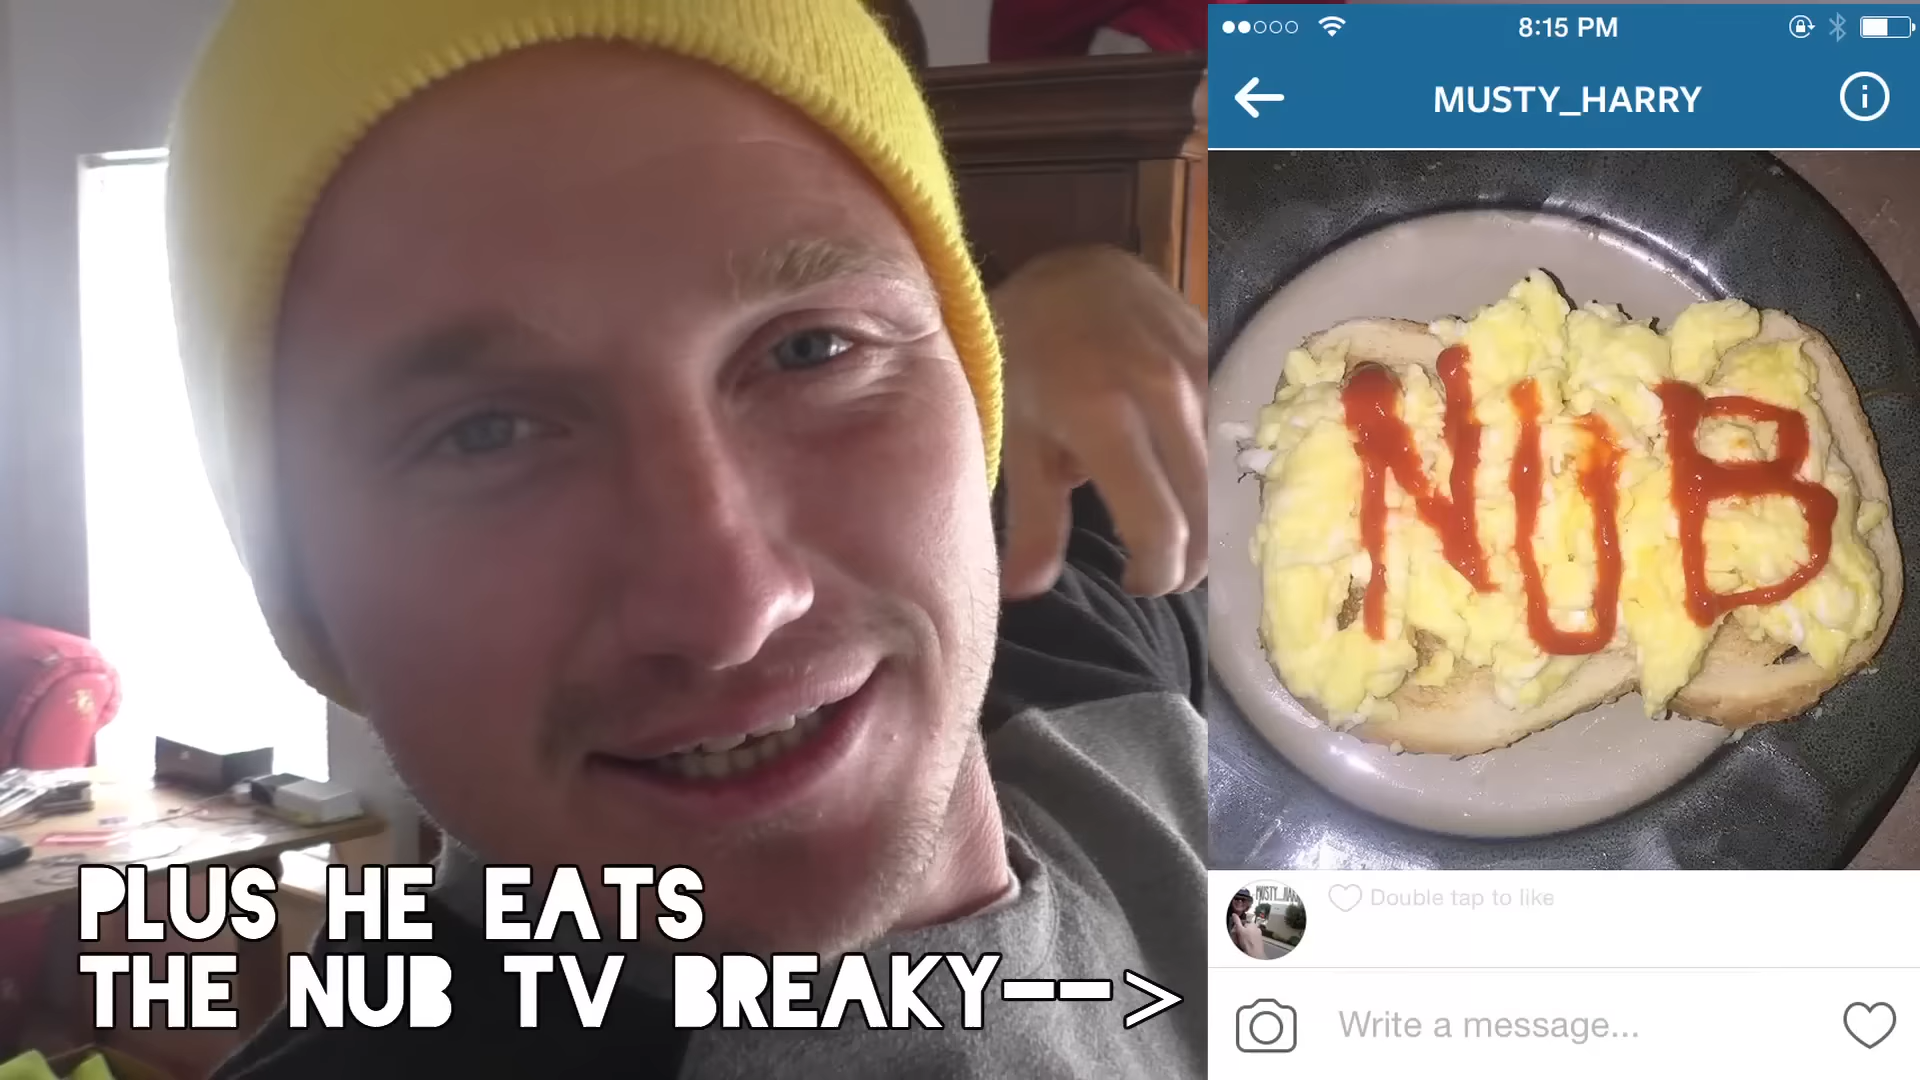 8:15 PM
MUSTY_HARRY
NUB
Double tap to like
Write a message...
PLUS HE EATS
THE NUB TV BREAKY-->